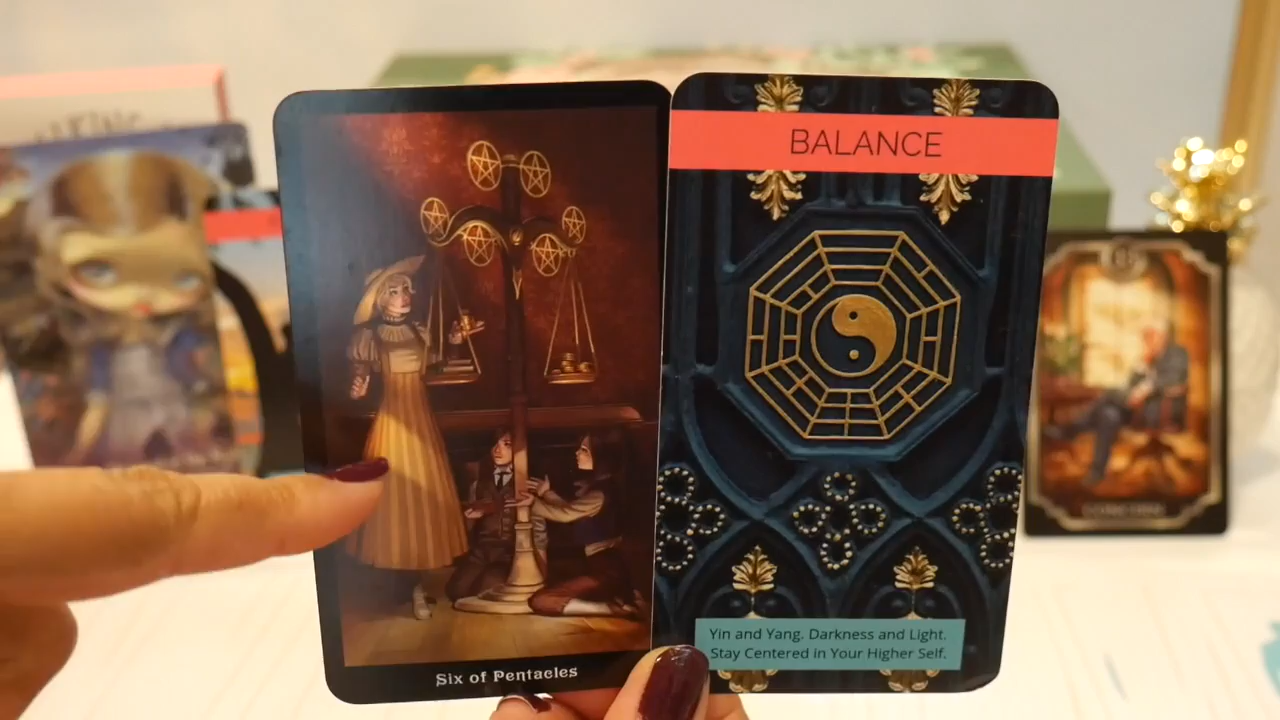 BALANCE
Yin and Yang. Darkness and Light.
Stay Centered in Your Higher Self.
Six of Pentacles